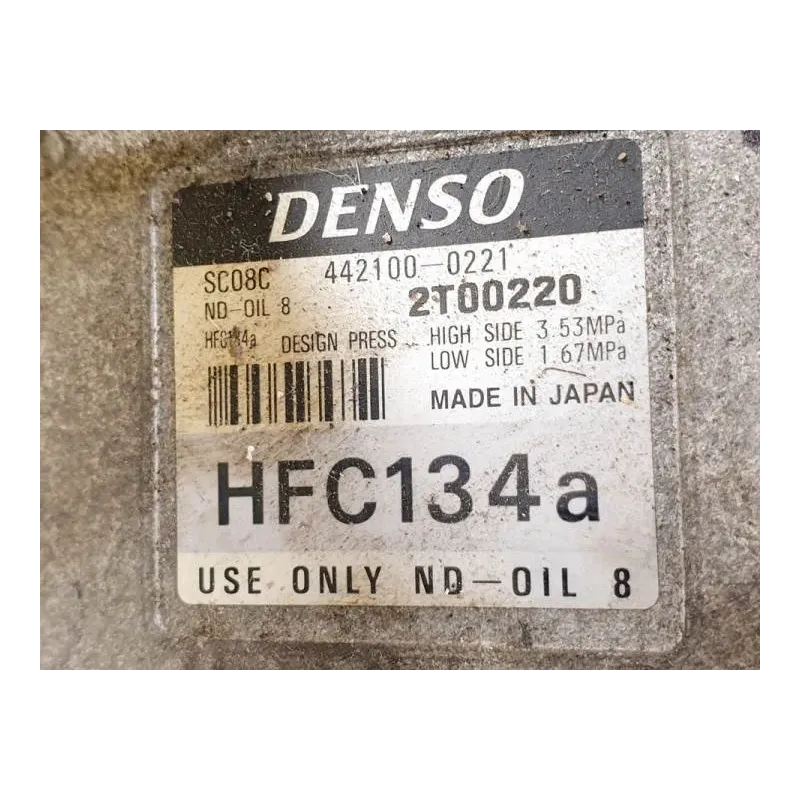 DENSO
SC08C 442100-0221
ND-OIL 8 2T00220
HFC134a DESIGN PRESS HIGH SIDE 3.53MPa
LOW SIDE 1.67MPa
MADE IN JAPAN
HFC134a
USE ONLY ND-OIL 8